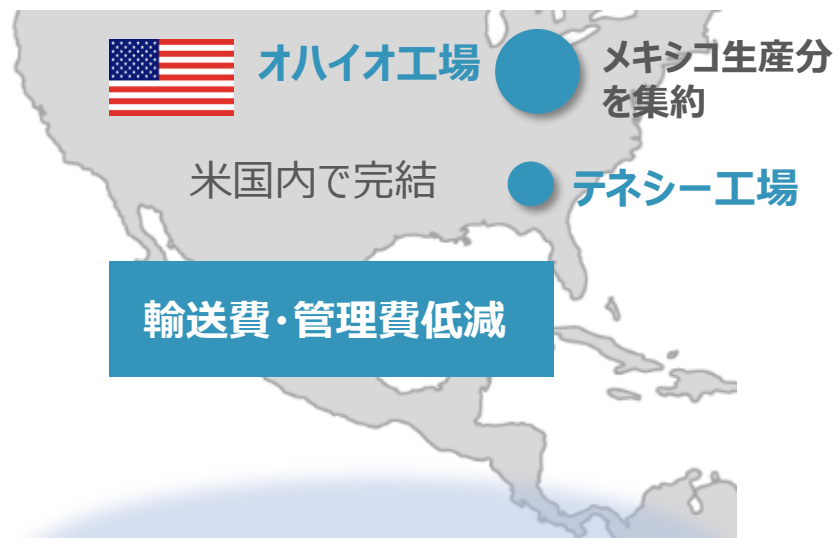 オハイオ工場
メキシコ生産分
を集約
米国内で完結
テネシー工場
輸送費・管理費低減